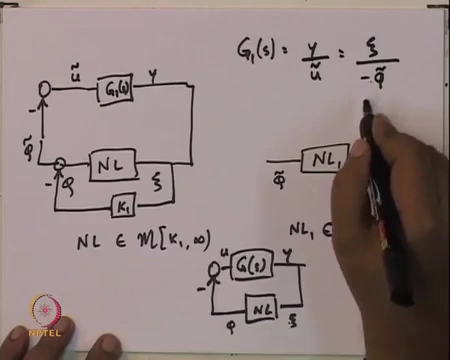 G₁(s) = y/ũ = ξ/-φ̃
ũ G₁(s) y
-
φ̃
- φ NL ξ
K₁
φ̃ NL₁
NL ∈ m[K₁, ∞)
NL₁ ∈
u G(s) y
-
φ NL ξ
NPTEL